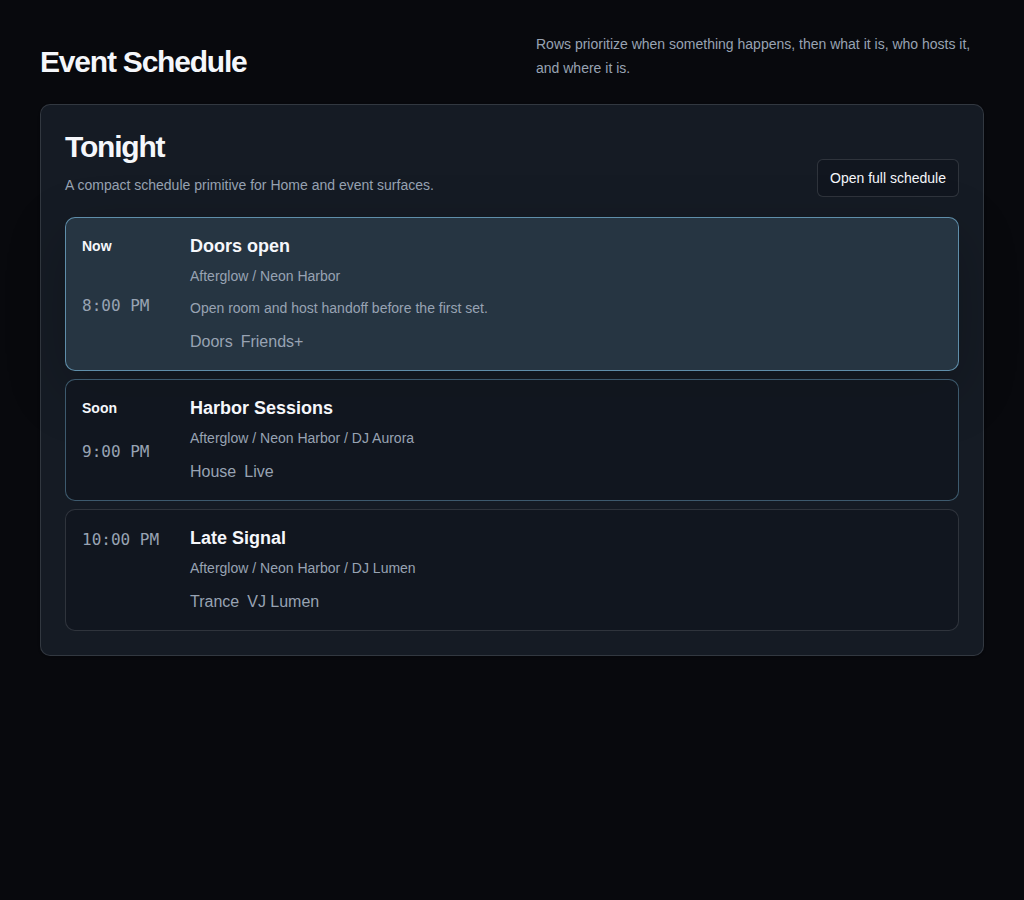 Event Schedule
Rows prioritize when something happens, then what it is, who hosts it,
and where it is.
Tonight
A compact schedule primitive for Home and event surfaces.
Open full schedule
Now
8:00 PM
Doors open
Afterglow / Neon Harbor
Open room and host handoff before the first set.
Doors Friends+
Soon
9:00 PM
Harbor Sessions
Afterglow / Neon Harbor / DJ Aurora
House Live
10:00 PM
Late Signal
Afterglow / Neon Harbor / DJ Lumen
Trance VJ Lumen